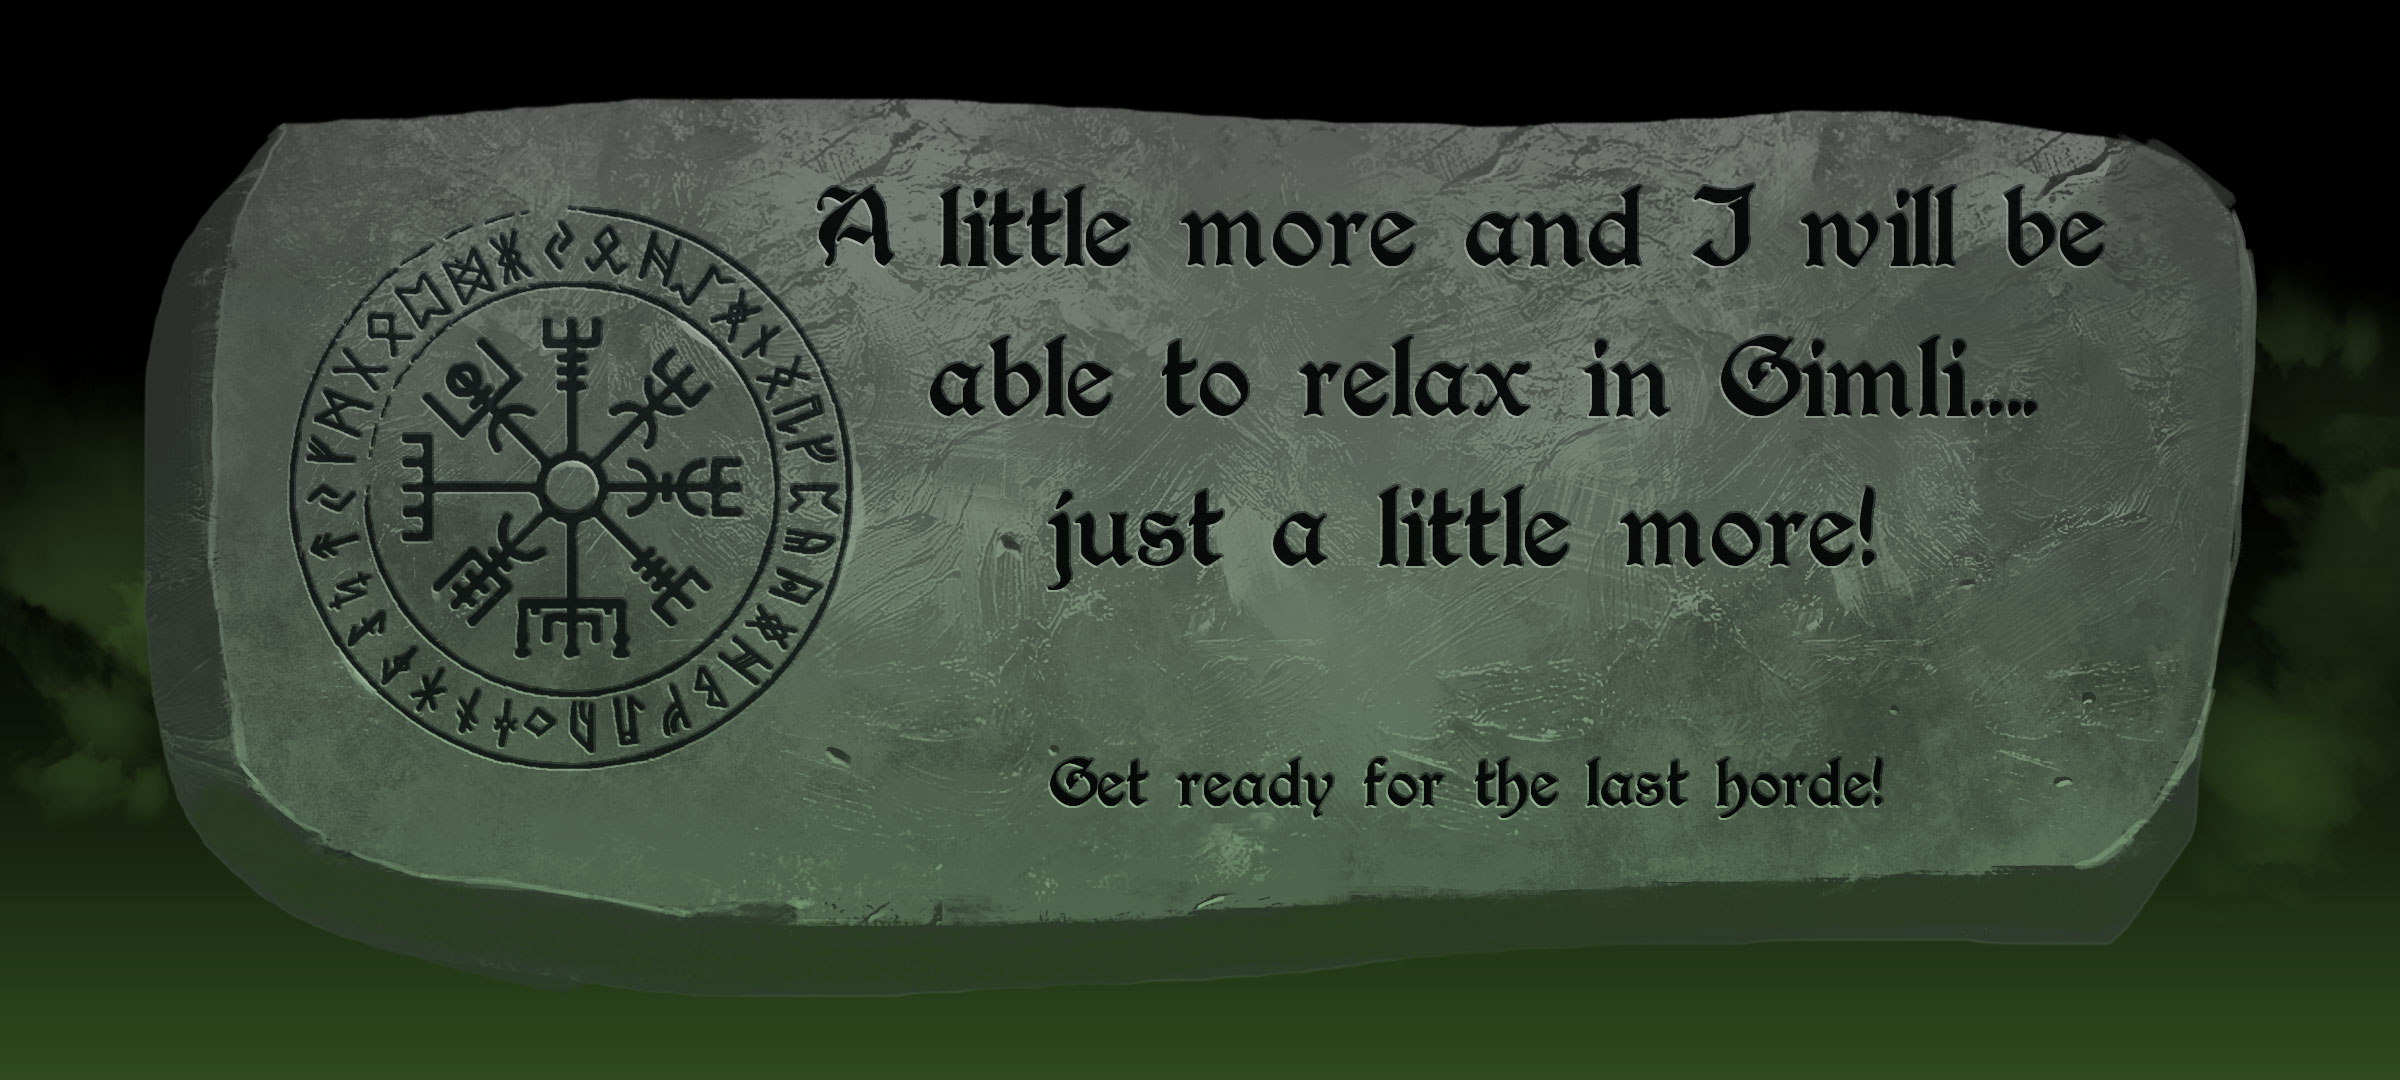 A little more and I will be
able to relax in Gimli....
just a little more!
Get ready for the last horde!